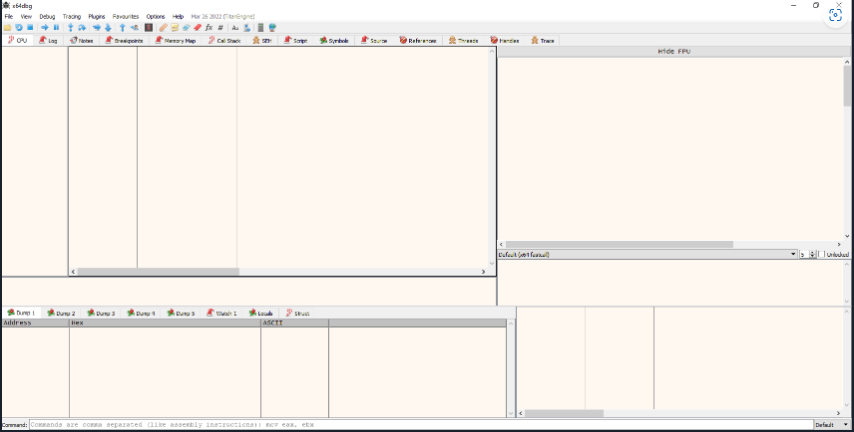 x64dbg
File View Debug Tracing Plugins Favourites Options Help Mar 26 2022 (TitanEngine)
CPU Log Notes Breakpoints Memory Map Call Stack SEH Script Symbols Source References Threads Handles Trace
Hide FPU
Default (x64 fastcall) 5 Unlocked
Dump 1 Dump 2 Dump 3 Dump 4 Dump 5 Watch 1 Locals Struct
Address Hex ASCII
Command: Commands are comma separated (like assembly instructions): mov eax, ebx Default